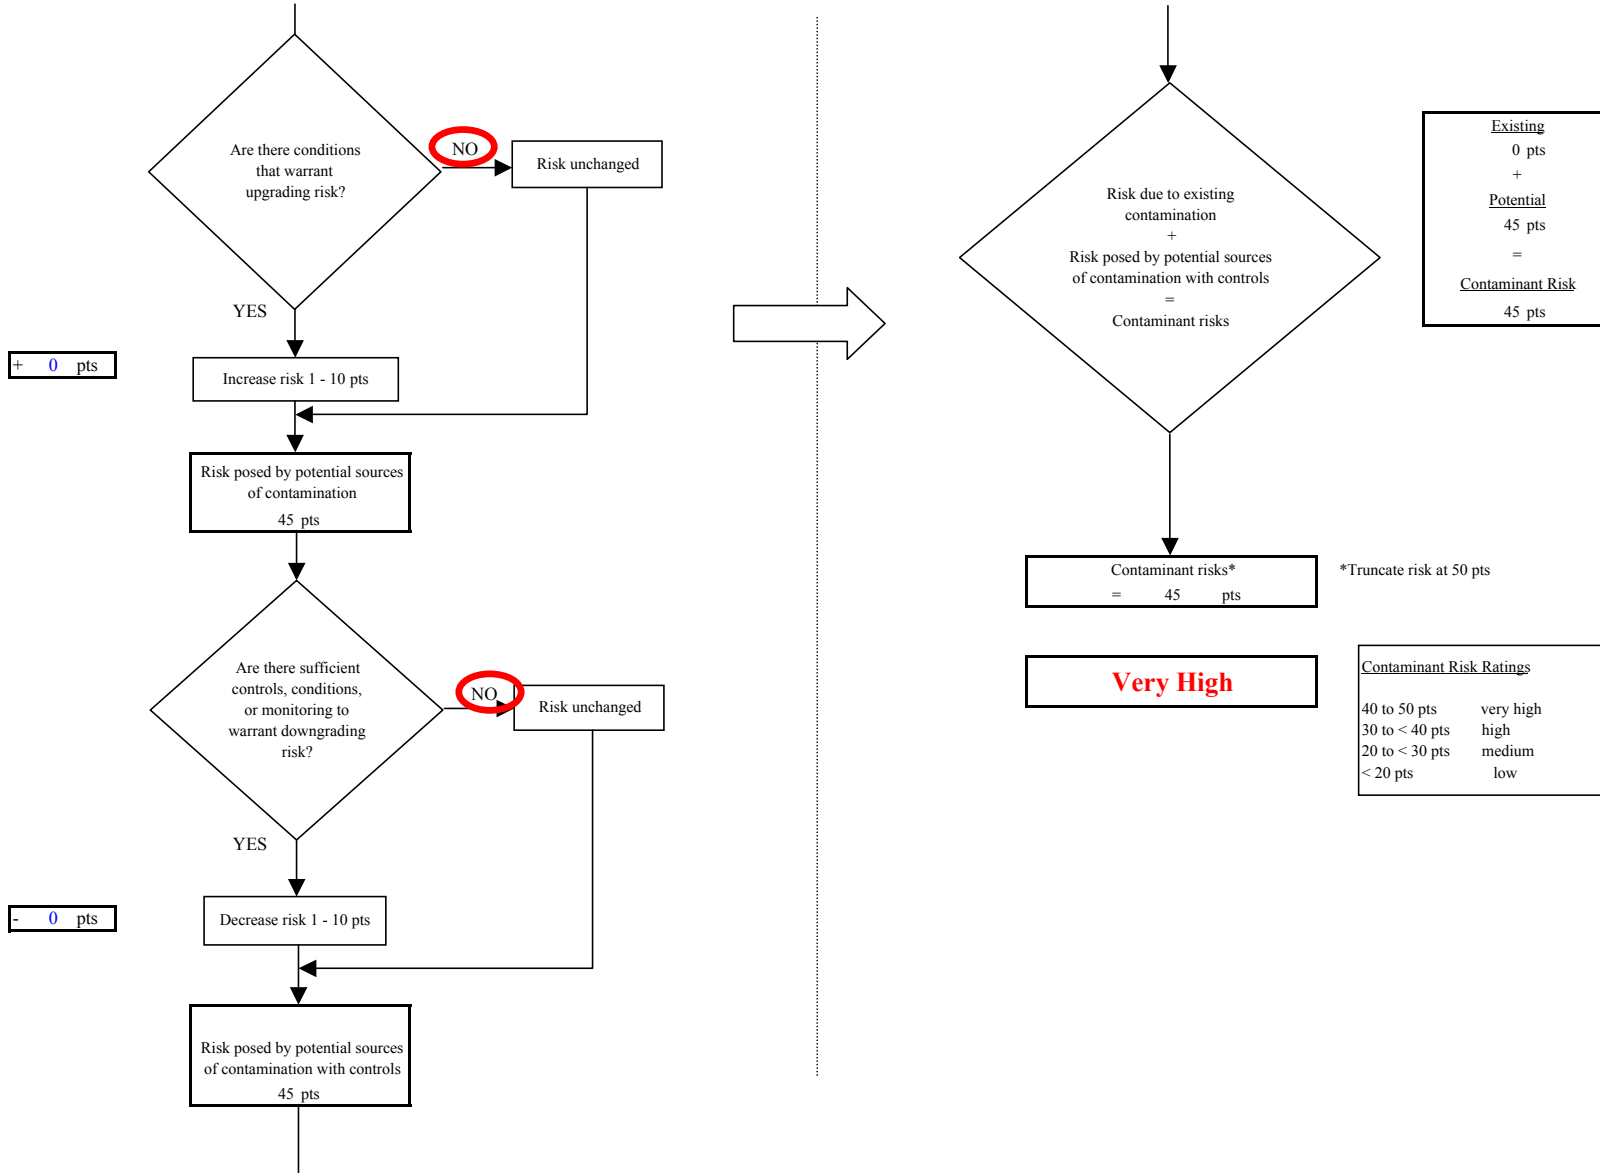 Are there conditions
that warrant
upgrading risk?
NO
Risk unchanged
YES
+ 0 pts
Increase risk 1 - 10 pts
Risk posed by potential sources
of contamination
45 pts
Are there sufficient
controls, conditions,
or monitoring to
warrant downgrading
risk?
NO
Risk unchanged
YES
- 0 pts
Decrease risk 1 - 10 pts
Risk posed by potential sources
of contamination with controls
45 pts
Risk due to existing
contamination
+
Risk posed by potential sources
of contamination with controls
=
Contaminant risks
Existing
0 pts
+
Potential
45 pts
=
Contaminant Risk
45 pts
Contaminant risks*
= 45 pts
*Truncate risk at 50 pts
Very High
Contaminant Risk Ratings
40 to 50 pts very high
30 to < 40 pts high
20 to < 30 pts medium
< 20 pts low